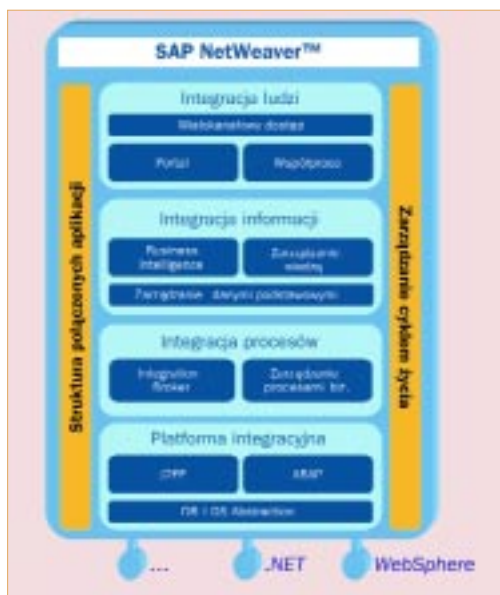 SAP NetWeaver™
Struktura połączonych aplikacji
Integracja ludzi
Wielokanałowy dostęp
Portal
Współpraca
Integracja informacji
Business
Intelligence
Zarządzanie
wiedzą
Zarządzanie danymi podstawowymi
Integracja procesów
Integration
Broker
Zarządzanie
procesami biz.
Platforma integracyjna
J2EE
ABAP
DB / OS Abstraction
Zarządzanie cyklem życia
...
.NET
WebSphere